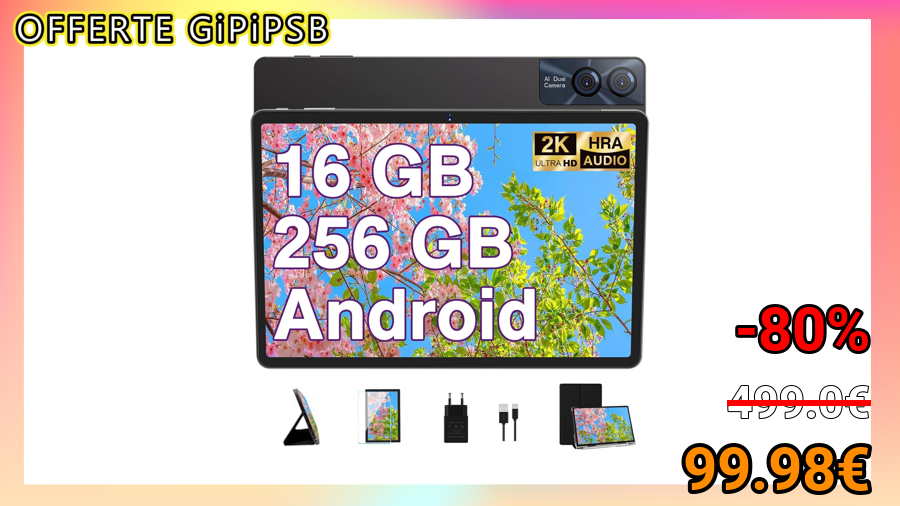 OFFERTE GiPiPSB
AI Dual
Camera
2K
ULTRA HD
HRA
AUDIO
16 GB
256 GB
Android
-80%
499.0€
99.98€